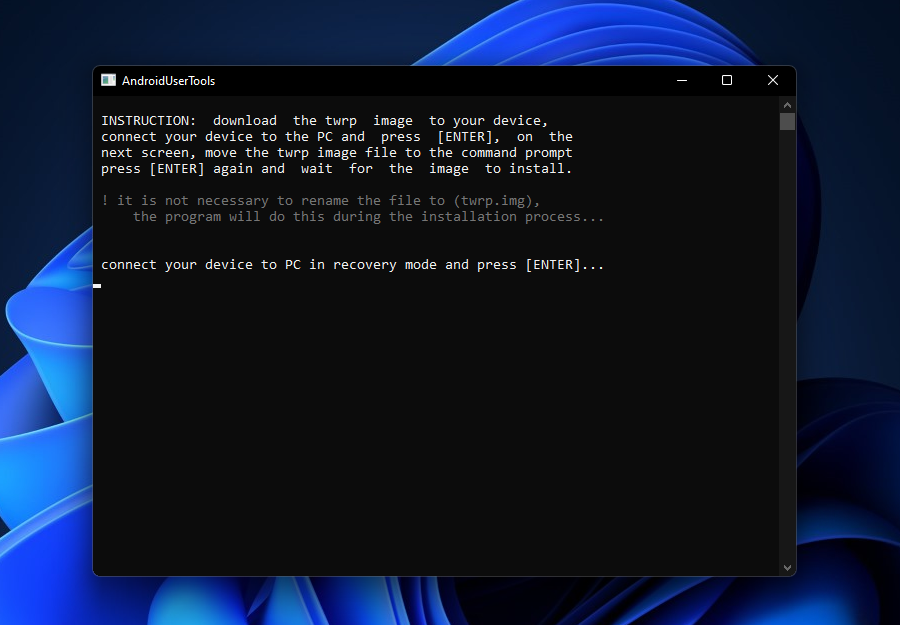 AndroidUserTools
INSTRUCTION:  download  the twrp  image  to your device,
connect your device to the PC and  press  [ENTER],  on  the
next screen, move the twrp image file to the command prompt
press [ENTER] again and  wait  for  the  image  to install.
! it is not necessary to rename the file to (twrp.img),
the program will do this during the installation process...
connect your device to PC in recovery mode and press [ENTER]...